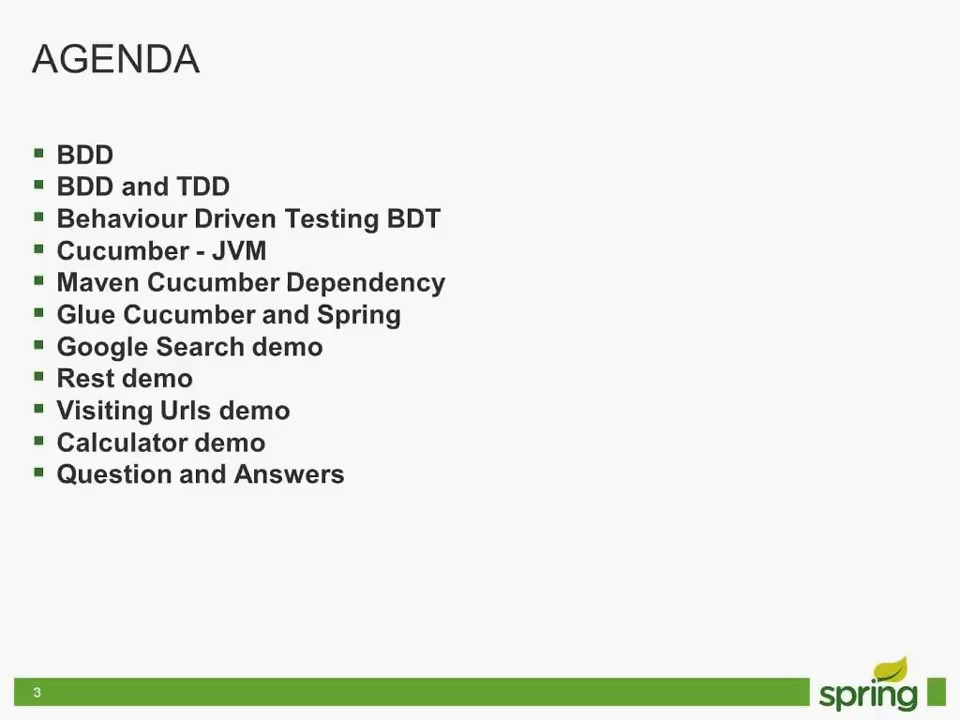 AGENDA
BDD
BDD and TDD
Behaviour Driven Testing BDT
Cucumber - JVM
Maven Cucumber Dependency
Glue Cucumber and Spring
Google Search demo
Rest demo
Visiting Urls demo
Calculator demo
Question and Answers
3
spring